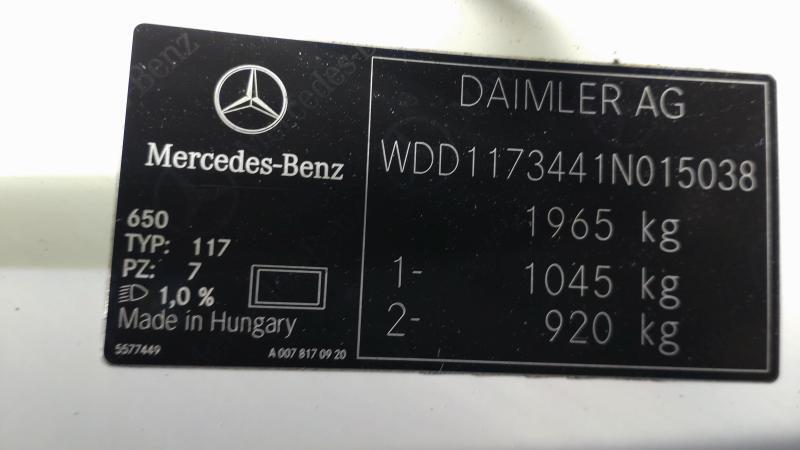 Mercedes-Benz
650
TYP: 117
PZ: 7
1,0 %
Made in Hungary
5577449
A 007 817 09 20
DAIMLER AG
WDD1173441N015038
1965 kg
1- 1045 kg
2- 920 kg